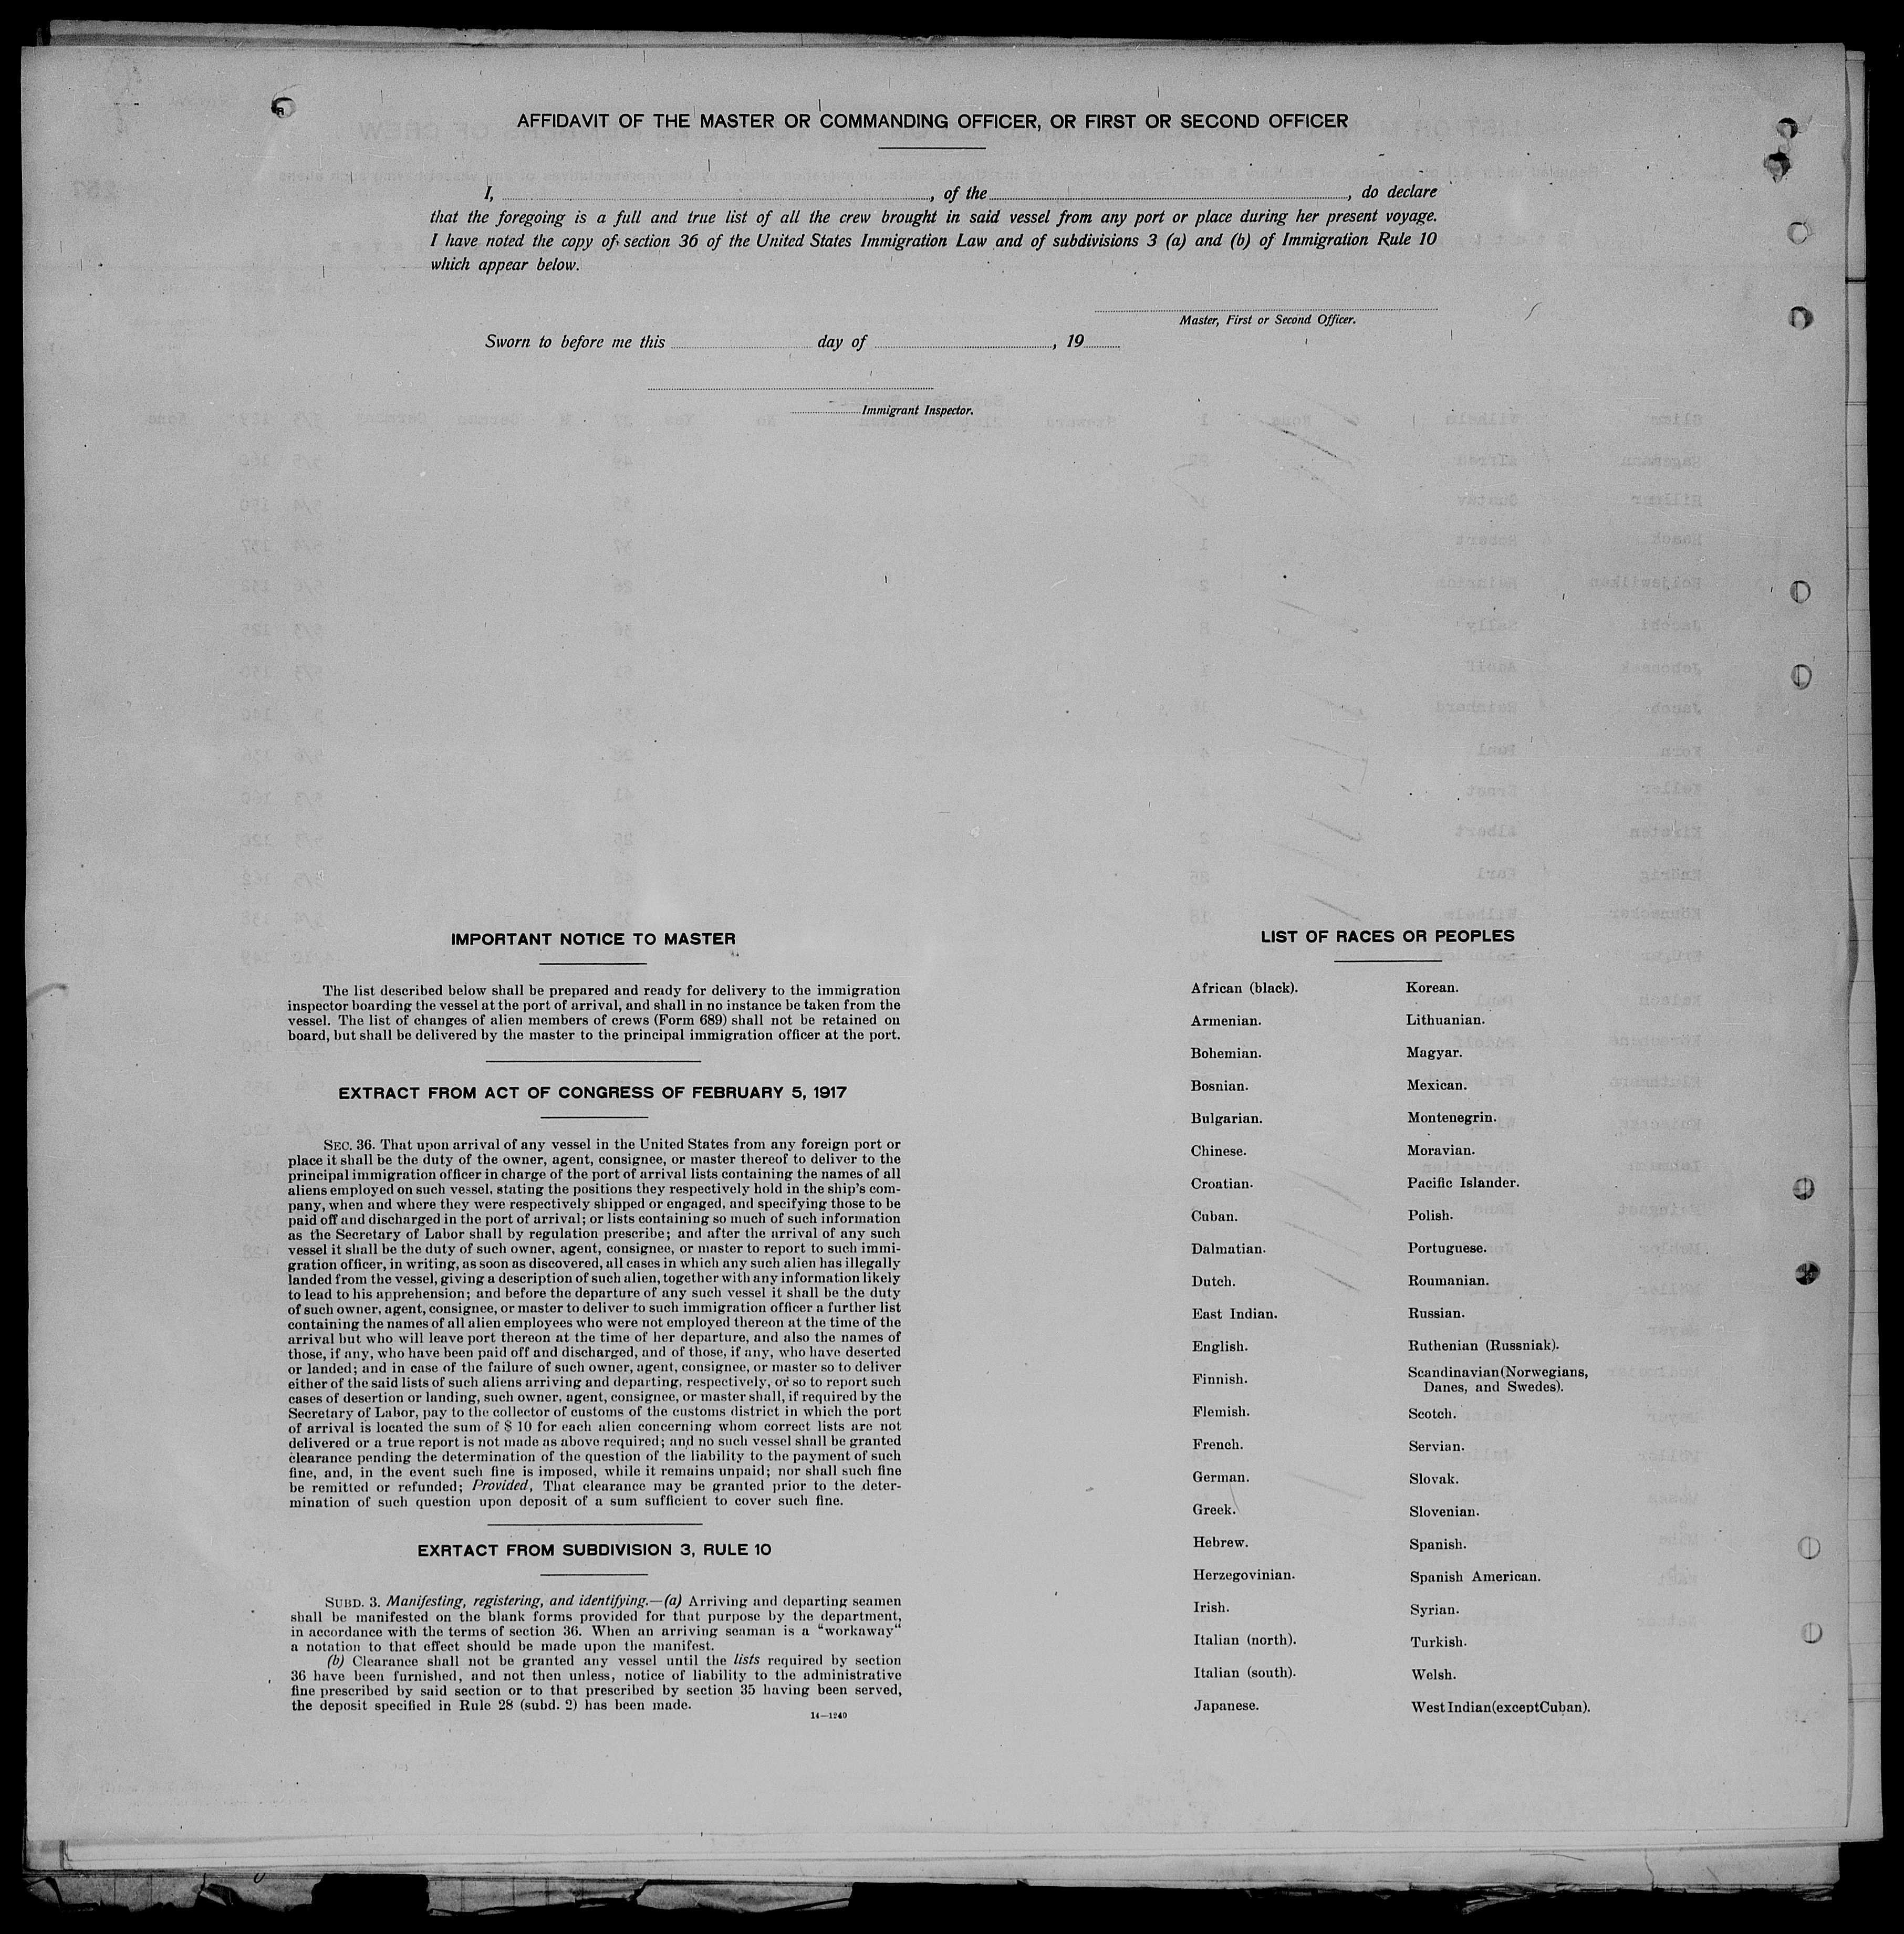 AFFIDAVIT OF THE MASTER OR COMMANDING OFFICER, OR FIRST OR SECOND OFFICER
I, , of the , do declare
that the foregoing is a full and true list of all the crew brought in said vessel from any port or place during her present voyage.
I have noted the copy of section 36 of the United States Immigration Law and of subdivisions 3 (a) and (b) of Immigration Rule 10
which appear below.
Master, First or Second Officer.
Sworn to before me this day of , 19
Immigrant Inspector.
IMPORTANT NOTICE TO MASTER
The list described below shall be prepared and ready for delivery to the immigration
inspector boarding the vessel at the port of arrival, and shall in no instance be taken from the
vessel. The list of changes of alien members of crews (Form 689) shall not be retained on
board, but shall be delivered by the master to the principal immigration officer at the port.
EXTRACT FROM ACT OF CONGRESS OF FEBRUARY 5, 1917
SEC. 36. That upon arrival of any vessel in the United States from any foreign port or
place it shall be the duty of the owner, agent, consignee, or master thereof to deliver to the
principal immigration officer in charge of the port of arrival lists containing the names of all
aliens employed on such vessel, stating the positions they respectively hold in the ship's com-
pany, when and where they were respectively shipped or engaged, and specifying those to be
paid off and discharged in the port of arrival; or lists containing so much of such information
as the Secretary of Labor shall by regulation prescribe; and after the arrival of any such
vessel it shall be the duty of such owner, agent, consignee, or master to report to such immi-
gration officer, in writing, as soon as discovered, all cases in which any such alien has illegally
landed from the vessel, giving a description of such alien, together with any information likely
to lead to his apprehension; and before the departure of any such vessel it shall be the duty
of such owner, agent, consignee, or master to deliver to such immigration officer a further list
containing the names of all alien employees who were not employed thereon at the time of the
arrival but who will leave port thereon at the time of her departure, and also the names of
those, if any, who have been paid off and discharged, and of those, if any, who have deserted
or landed; and in case of the failure of such owner, agent, consignee, or master so to deliver
either of the said lists of such aliens arriving and departing, respectively, or so to report such
cases of desertion or landing, such owner, agent, consignee, or master shall, if required by the
Secretary of Labor, pay to the collector of customs of the customs district in which the port
of arrival is located the sum of $ 10 for each alien concerning whom correct lists are not
delivered or a true report is not made as above required; and no such vessel shall be granted
clearance pending the determination of the question of the liability to the payment of such
fine, and, in the event such fine is imposed, while it remains unpaid; nor shall such fine
be remitted or refunded; Provided, That clearance may be granted prior to the deter-
mination of such question upon deposit of a sum sufficient to cover such fine.
EXRTACT FROM SUBDIVISION 3, RULE 10
SUBD. 3. Manifesting, registering, and identifying.—(a) Arriving and departing seamen
shall be manifested on the blank forms provided for that purpose by the department,
in accordance with the terms of section 36. When an arriving seaman is a “workaway“
a notation to that effect should be made upon the manifest.
(b) Clearance shall not be granted any vessel until the lists required by section
36 have been furnished, and not then unless, notice of liability to the administrative
fine prescribed by said section or to that prescribed by section 35 having been served,
the deposit specified in Rule 28 (subd. 2) has been made.
14—1240
LIST OF RACES OR PEOPLES
African (black).
Armenian.
Bohemian.
Bosnian.
Bulgarian.
Chinese.
Croatian.
Cuban.
Dalmatian.
Dutch.
East Indian.
English.
Finnish.
Flemish.
French.
German.
Greek.
Hebrew.
Herzegovinian.
Irish.
Italian (north).
Italian (south).
Japanese.
Korean.
Lithuanian.
Magyar.
Mexican.
Montenegrin.
Moravian.
Pacific Islander.
Polish.
Portuguese.
Roumanian.
Russian.
Ruthenian (Russniak).
Scandinavian (Norwegians,
Danes, and Swedes).
Scotch.
Servian.
Slovak.
Slovenian.
Spanish.
Spanish American.
Syrian.
Turkish.
Welsh.
West Indian (except Cuban).